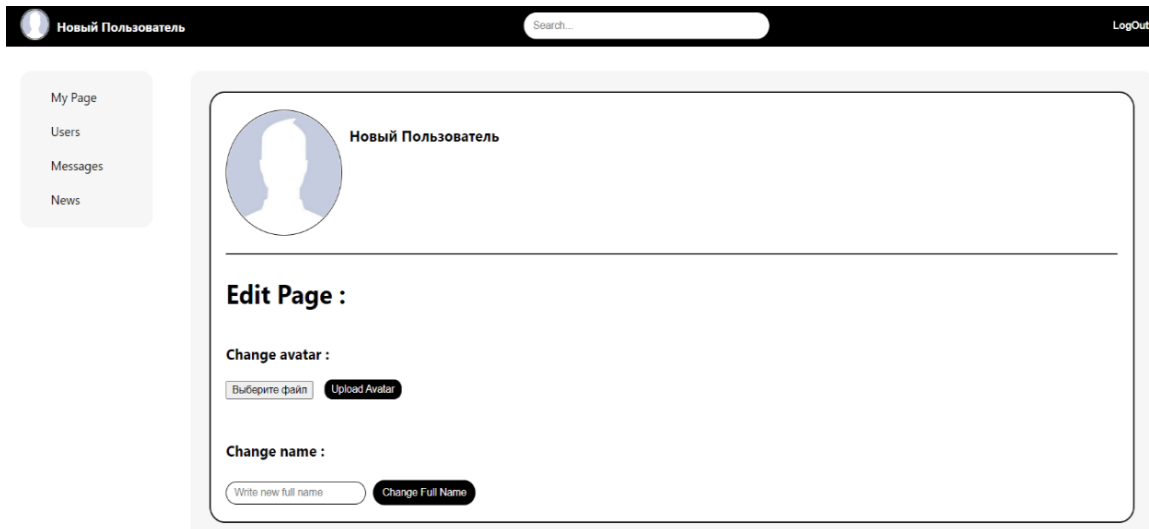 Новый Пользователь
Search...
LogOut
My Page
Users
Messages
News
Новый Пользователь
Edit Page :
Change avatar :
Выберите файл Upload Avatar
Change name :
Write new full name Change Full Name